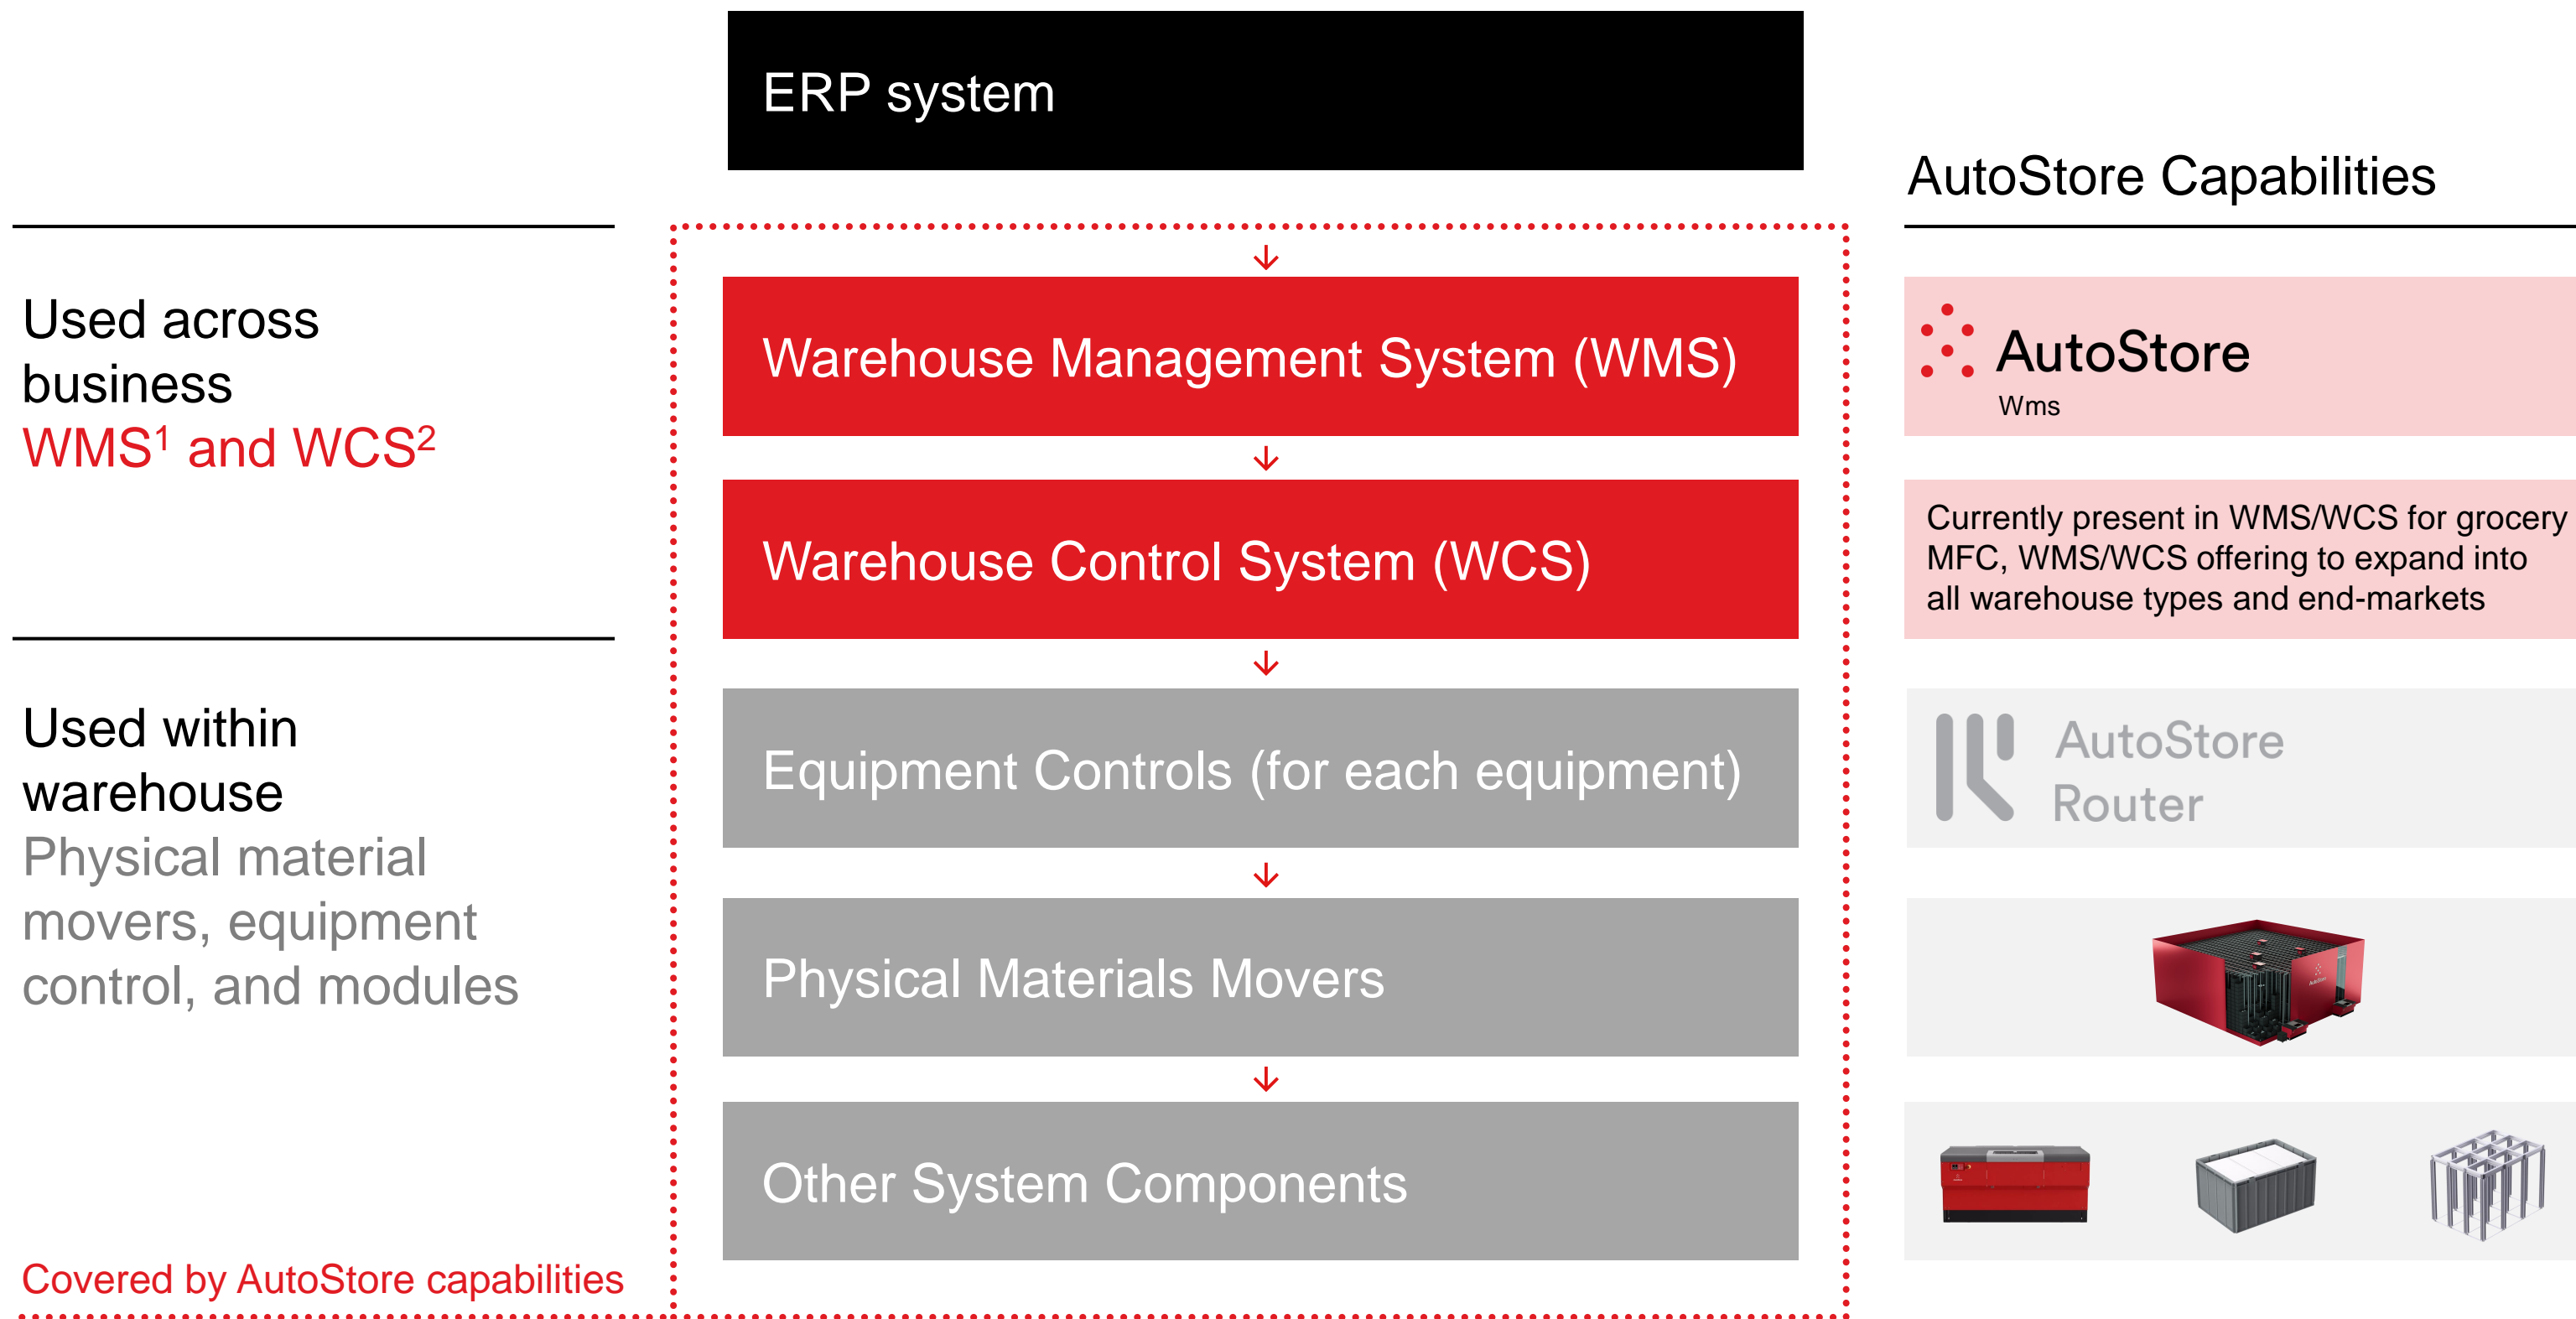 ERP system
AutoStore Capabilities
Used across
business
WMS¹ and WCS²
Warehouse Management System (WMS)
AutoStore
Wms
Warehouse Control System (WCS)
Currently present in WMS/WCS for grocery
MFC, WMS/WCS offering to expand into
all warehouse types and end-markets
Used within
warehouse
Physical material
movers, equipment
control, and modules
Equipment Controls (for each equipment)
AutoStore
Router
Physical Materials Movers
AutoStore
Other System Components
Covered by AutoStore capabilities